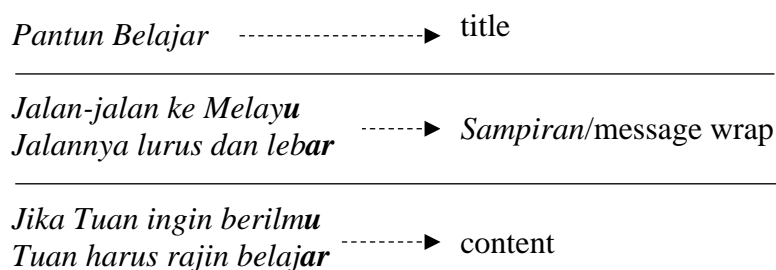 Pantun Belajar title
Jalan-jalan ke Melayu
Jalannya lurus dan lebar
Sampiran/message wrap
Jika Tuan ingin berilmu
Tuan harus rajin belajar
content